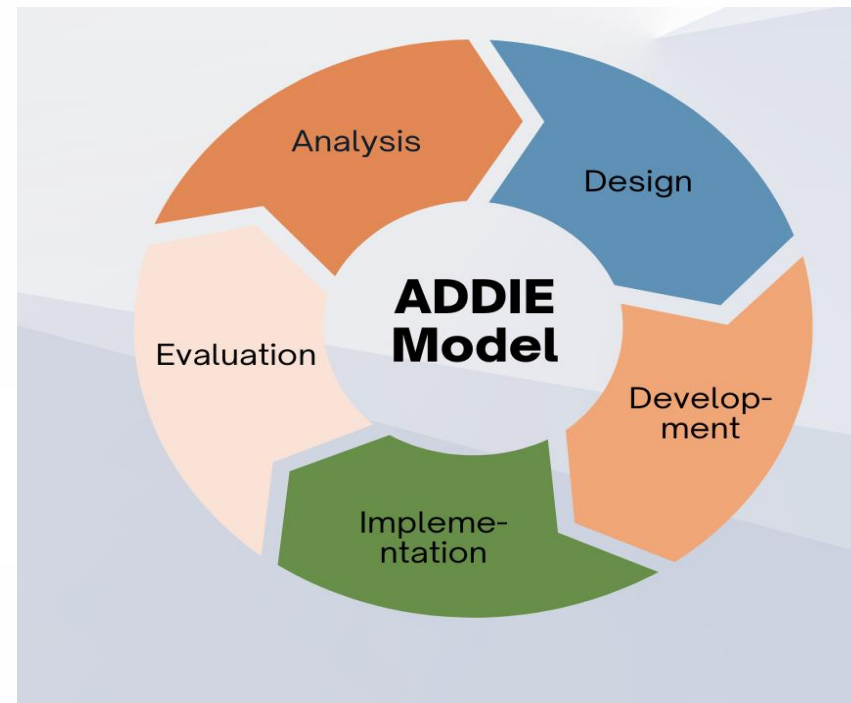 Analysis
Design
ADDIE
Model
Evaluation
Develop-
ment
Impleme-
ntation